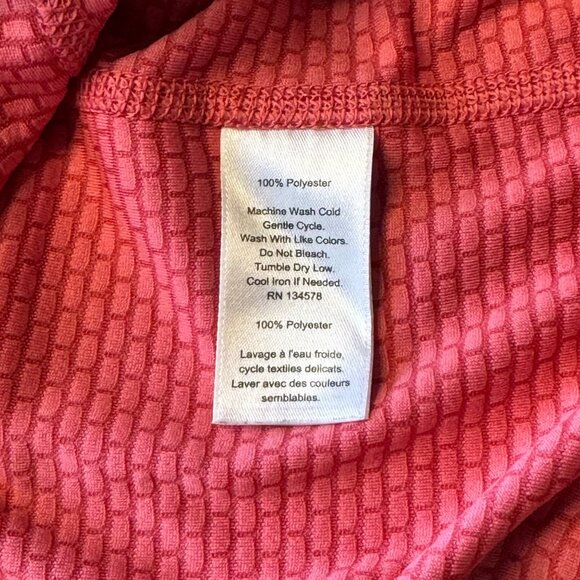 100% Polyester
Machine Wash Cold
Gentle Cycle.
Wash With Like Colors.
Do Not Bleach.
Tumble Dry Low.
Cool Iron If Needed.
RN 134578
100% Polyester
Lavage à l'eau froide,
cycle textiles delicats.
Laver avec des couleurs
semblables.